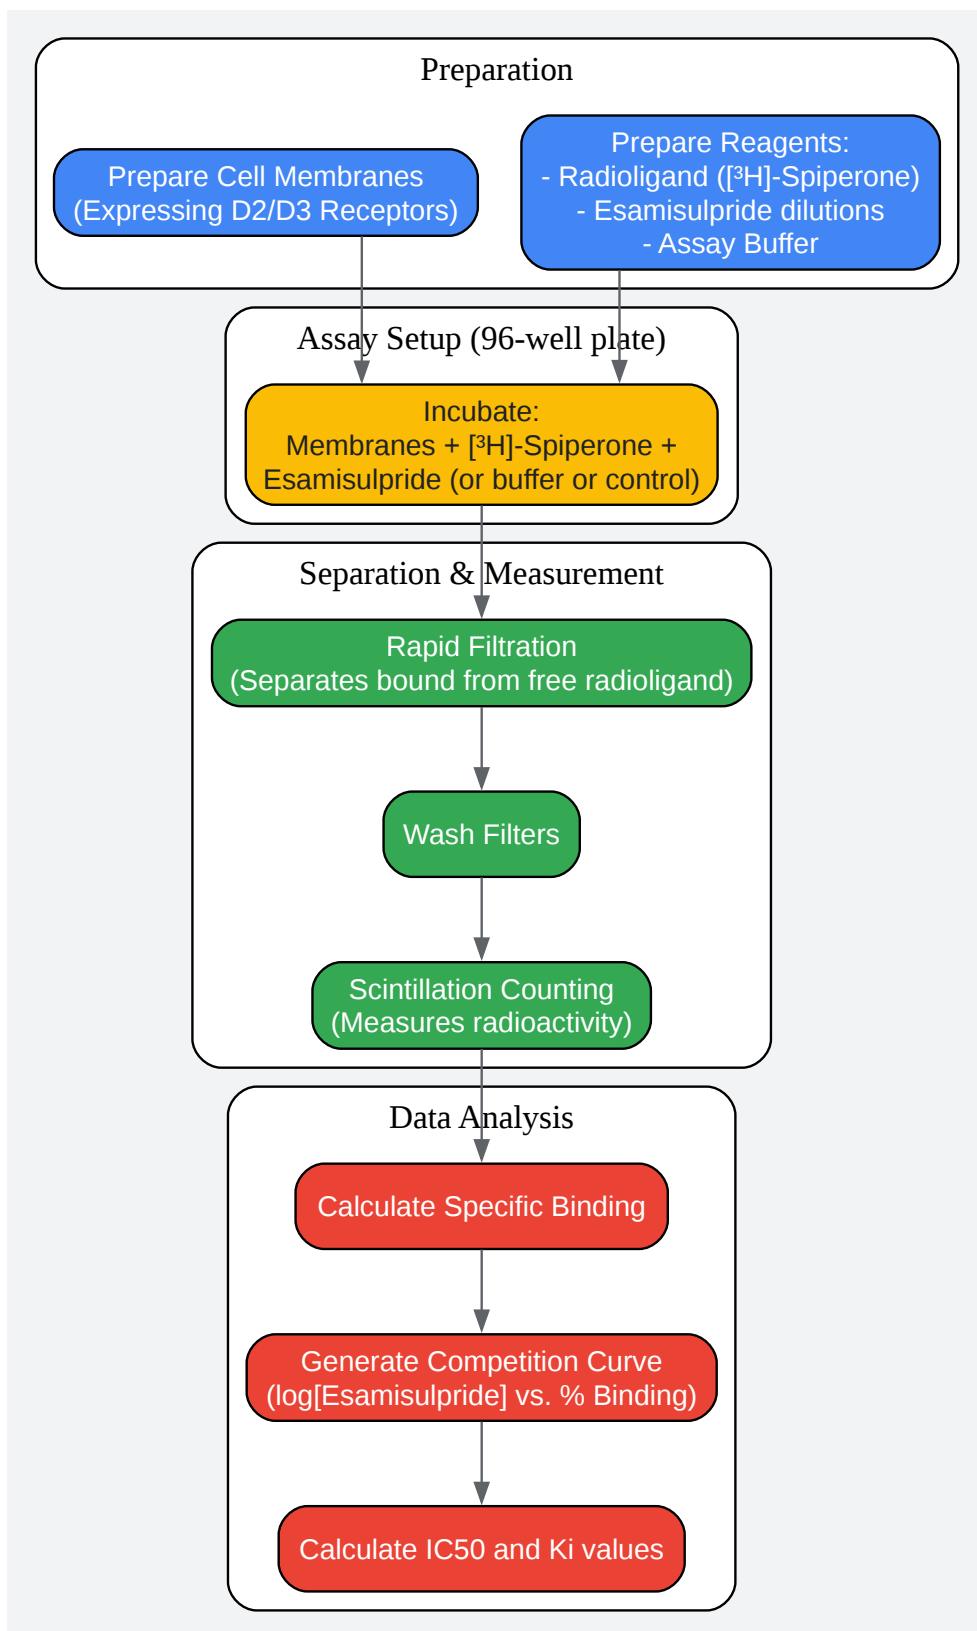 Preparation
Prepare Cell Membranes
(Expressing D2/D3 Receptors)
Prepare Reagents:
- Radioligand ([³H]-Spiperone)
- Esamisulpride dilutions
- Assay Buffer
Assay Setup (96-well plate)
Incubate:
Membranes + [³H]-Spiperone +
Esamisulpride (or buffer or control)
Separation & Measurement
Rapid Filtration
(Separates bound from free radioligand)
Wash Filters
Scintillation Counting
(Measures radioactivity)
Data Analysis
Calculate Specific Binding
Generate Competition Curve
(log[Esamisulpride] vs. % Binding)
Calculate IC50 and Ki values